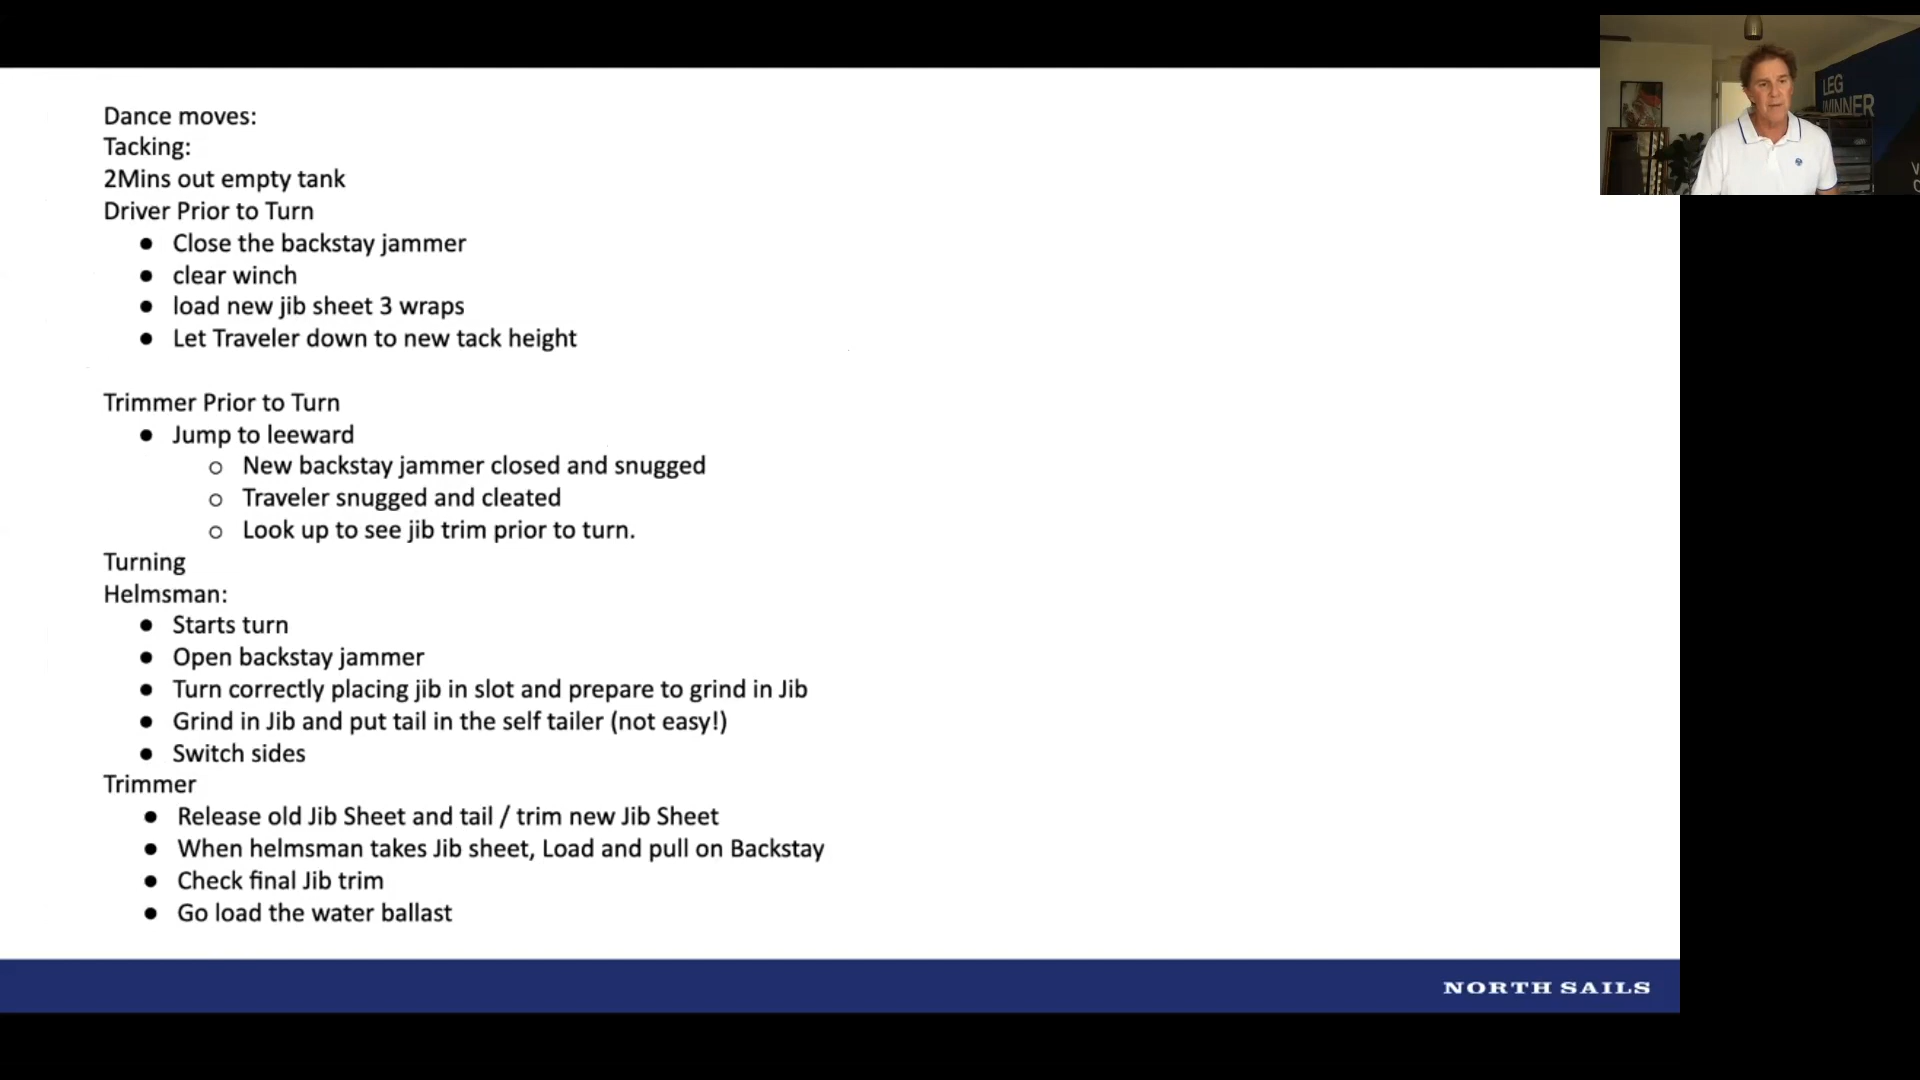 Dance moves:
Tacking:
2Mins out empty tank
Driver Prior to Turn
● Close the backstay jammer
● clear winch
● load new jib sheet 3 wraps
● Let Traveler down to new tack height
Trimmer Prior to Turn
● Jump to leeward
○ New backstay jammer closed and snugged
○ Traveler snugged and cleated
○ Look up to see jib trim prior to turn.
Turning
Helmsman:
● Starts turn
● Open backstay jammer
● Turn correctly placing jib in slot and prepare to grind in Jib
● Grind in Jib and put tail in the self tailer (not easy!)
● Switch sides
Trimmer
● Release old Jib Sheet and tail / trim new Jib Sheet
● When helmsman takes Jib sheet, Load and pull on Backstay
● Check final Jib trim
● Go load the water ballast
NORTH SAILS
LEG
WINNER